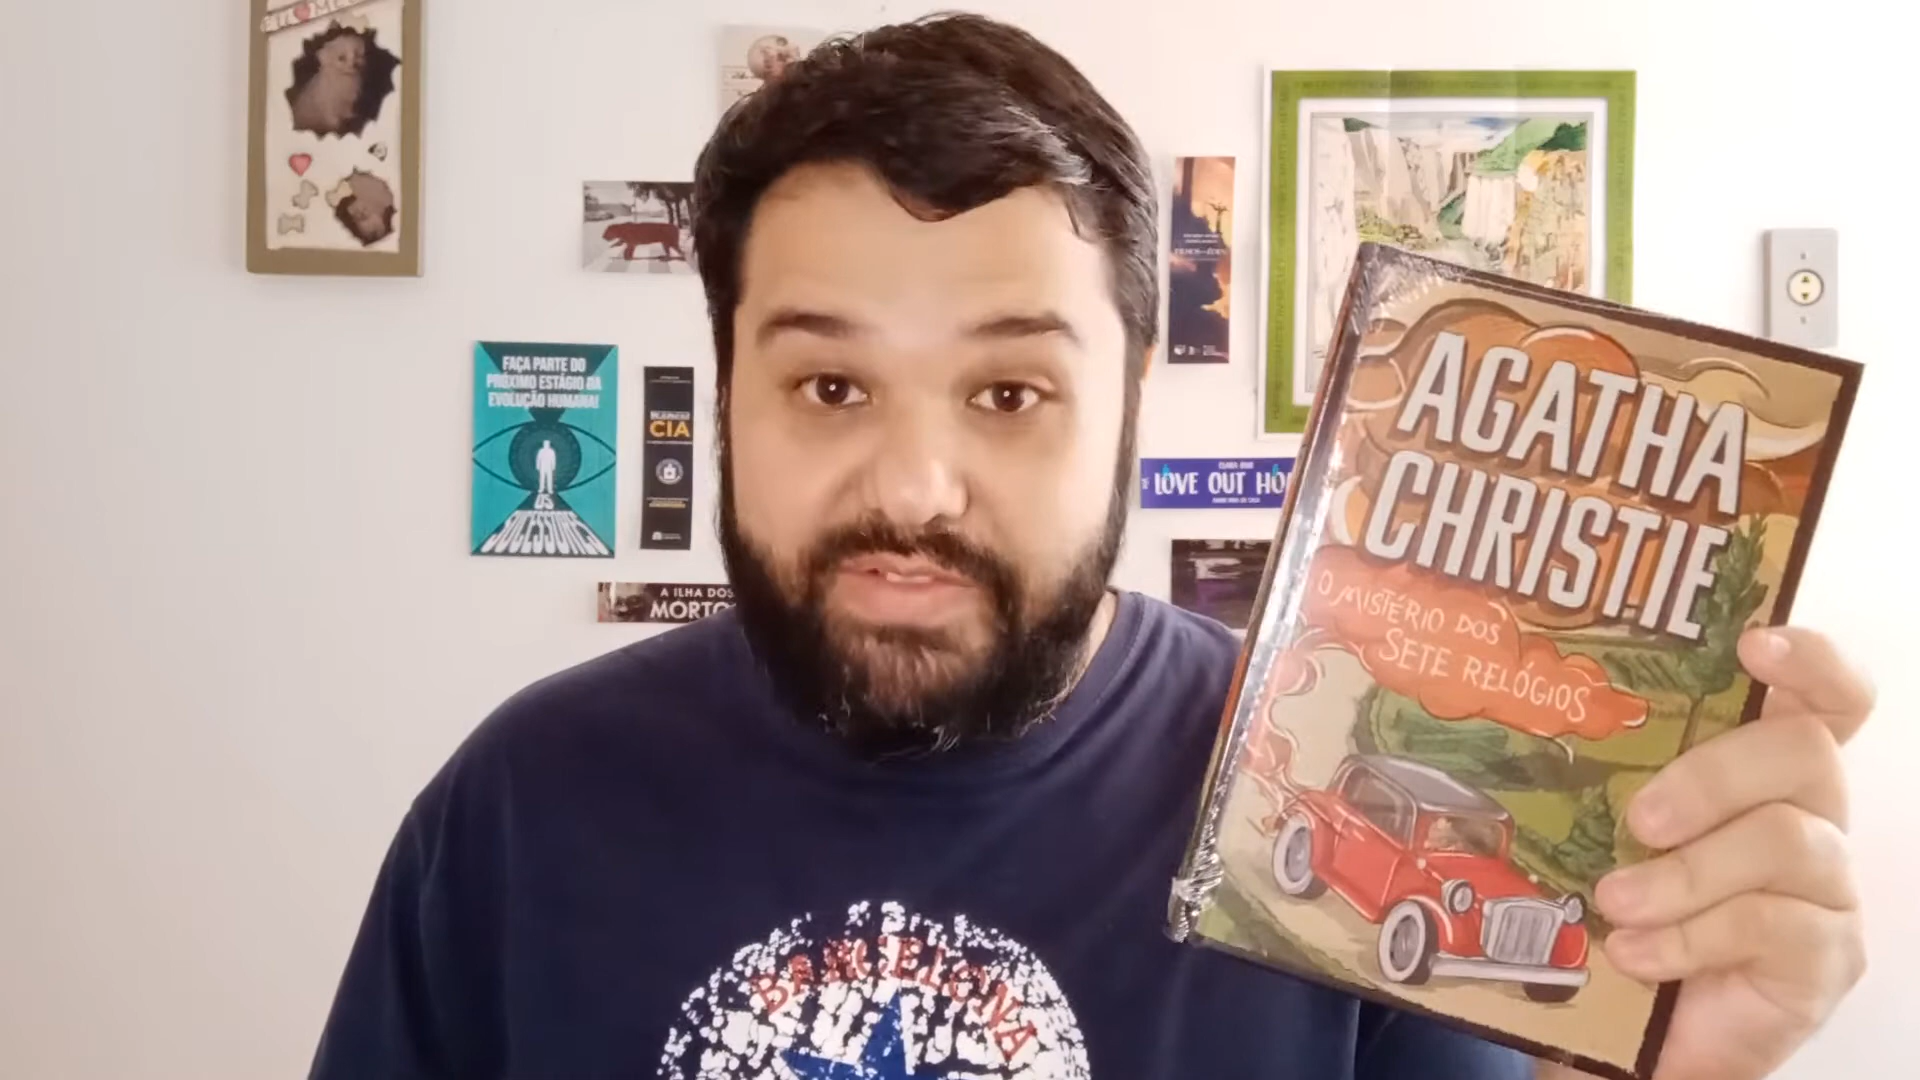 FAÇA PARTE DO
PRÓXIMO ESTÁGIO DA
EVOLUÇÃO HUMANA!
OS
SUCESSORES
CIA
A ILHA DOS
MORTO
LOVE OUT HO
AGATHA
CHRISTIE
O MISTÉRIO DOS
SETE RELÓGIOS
BARCELONA